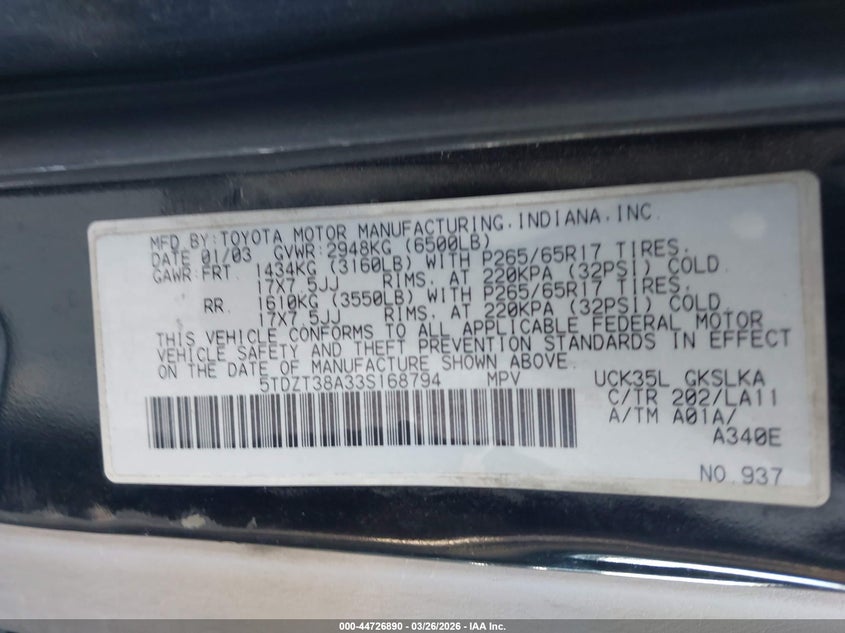 MFD.BY:TOYOTA MOTOR MANUFACTURING.INDIANA.INC.
DATE 01/03 GVWR:2948KG (6500LB)
GAWR:FRT 1434KG (3160LB) WITH P265/65R17 TIRES.
17X7.5JJ RIMS. AT 220KPA (32PSI) COLD
RR 1610KG (3550LB) WITH P265/65R17 TIRES.
17X7.5JJ RIMS. AT 220KPA (32PSI) COLD.
THIS VEHICLE CONFORMS TO ALL APPLICABLE FEDERAL MOTOR
VEHICLE SAFETY AND THEFT PREVENTION STANDARDS IN EFFECT
ON THE DATE OF MANUFACTURE SHOWN ABOVE.
5TDZT38A33S168794 MPV UCK35L GKSLKA
C/TR 202/LA11
A/TM A01A/
A340E
NO.937
000-44726890 - 03/26/2026 - IAA Inc.